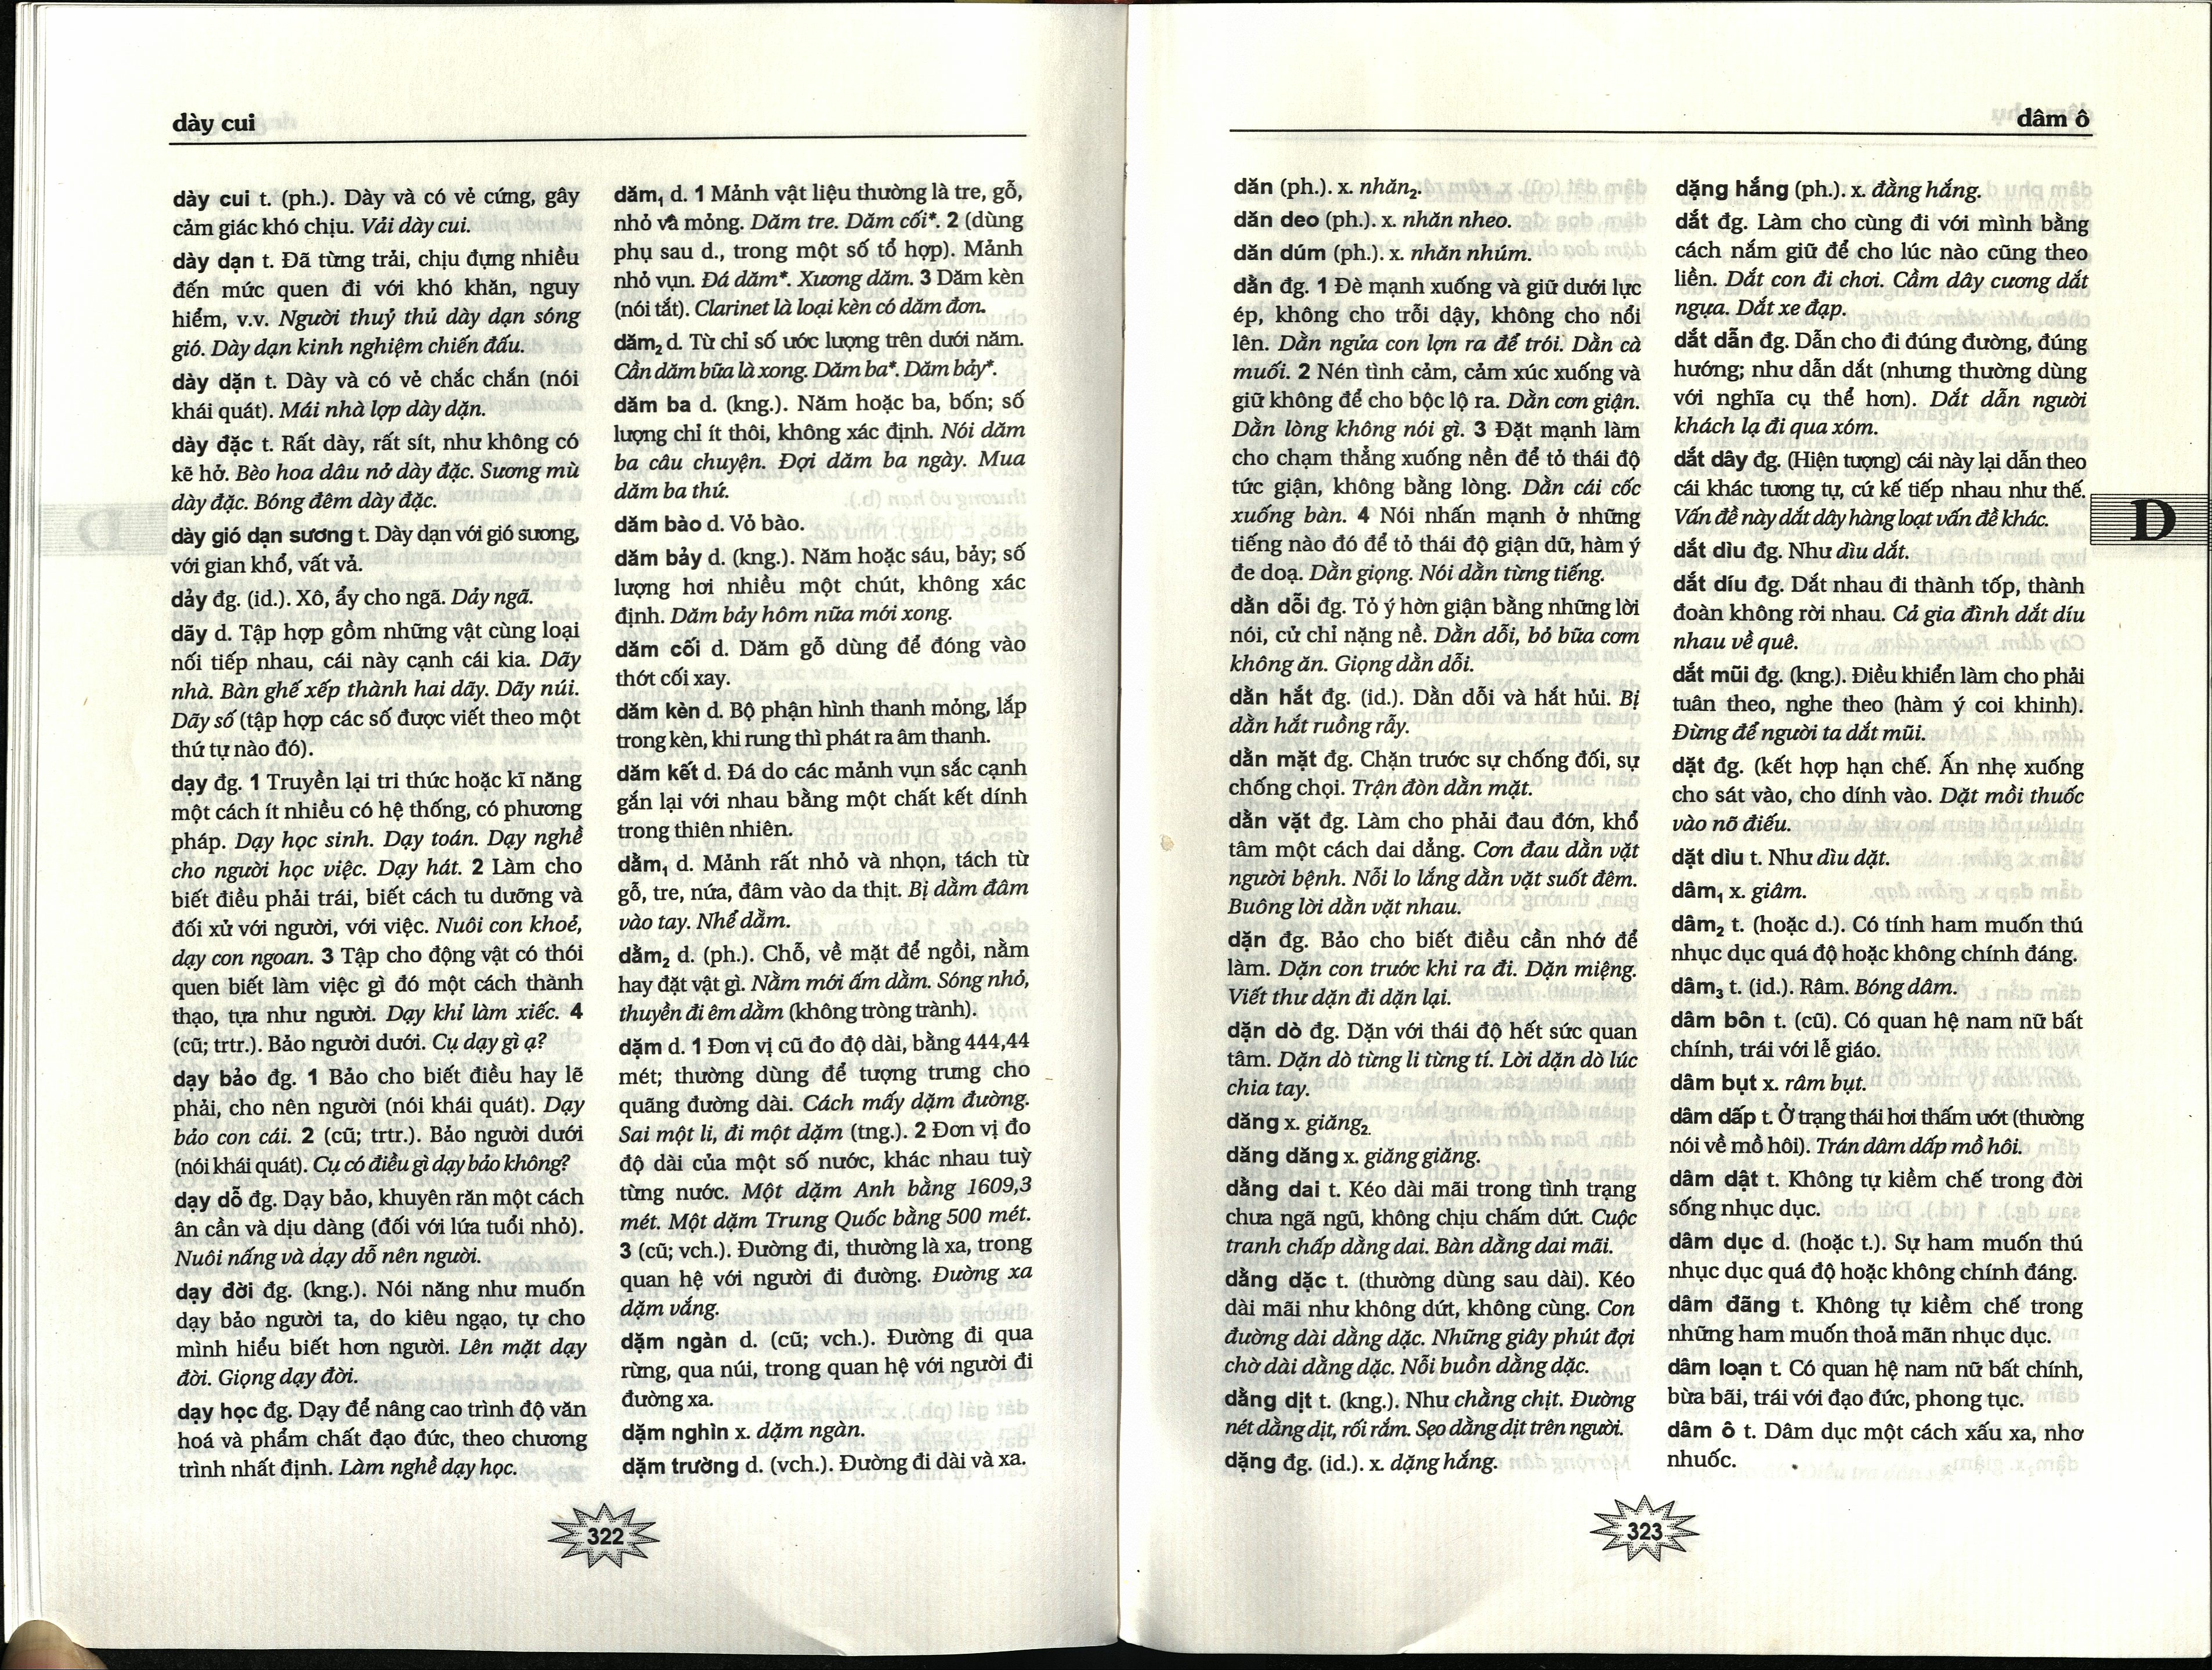 dày cui
dày cui t. (ph.). Dày và có vẻ cứng, gây
cảm giác khó chịu. Vải dày cui.
dày dạn t. Đã từng trải, chịu đựng nhiều
đến mức quen đi với khó khăn, nguy
hiểm, v.v. Người thuỷ thủ dày dạn sóng
gió. Dày dạn kinh nghiệm chiến đấu.
dày dặn t. Dày và có vẻ chắc chắn (nói
khái quát). Mái nhà lợp dày dặn.
dày đặc t. Rất dày, rất sít, như không có
kẽ hở. Bèo hoa dâu nở dày đặc. Sương mù
dày đặc. Bóng đêm dày đặc.
dày gió dạn sương t. Dày dạn với gió sương,
với gian khổ, vất vả.
dảy đg. (id.). Xô, ẩy cho ngã. Dảy ngã.
dãy d. Tập hợp gồm những vật cùng loại
nối tiếp nhau, cái này cạnh cái kia. Dãy
nhà. Bàn ghế xếp thành hai dãy. Dãy núi.
Dãy số (tập hợp các số được viết theo một
thứ tự nào đó).
dạy đg. 1 Truyền lại tri thức hoặc kĩ năng
một cách ít nhiều có hệ thống, có phương
pháp. Dạy học sinh. Dạy toán. Dạy nghề
cho người học việc. Dạy hát. 2 Làm cho
biết điều phải trái, biết cách tu dưỡng và
đối xử với người, với việc. Nuôi con khoẻ,
dạy con ngoan. 3 Tập cho động vật có thói
quen biết làm việc gì đó một cách thành
thạo, tựa như người. Dạy khỉ làm xiếc. 4
(cũ; trtr.). Bảo người dưới. Cụ dạy gì ạ?
dạy bảo đg. 1 Bảo cho biết điều hay lẽ
phải, cho nên người (nói khái quát). Dạy
bảo con cái. 2 (cũ; trtr.). Bảo người dưới
(nói khái quát). Cụ có điều gì dạy bảo không?
dạy dỗ đg. Dạy bảo, khuyên răn một cách
ân cần và dịu dàng (đối với lứa tuổi nhỏ).
Nuôi nấng và dạy dỗ nên người.
dạy đời đg. (kng.). Nói năng như muốn
dạy bảo người ta, do kiêu ngạo, tự cho
mình hiểu biết hơn người. Lên mặt dạy
đời. Giọng dạy đời.
dạy học đg. Dạy để nâng cao trình độ văn
hoá và phẩm chất đạo đức, theo chương
trình nhất định. Làm nghề dạy học.
dăm₁ d. 1 Mảnh vật liệu thường là tre, gỗ,
nhỏ và mỏng. Dăm tre. Dăm cối*. 2 (dùng
phụ sau d., trong một số tổ hợp). Mảnh
nhỏ vụn. Đá dăm*. Xương dăm. 3 Dăm kèn
(nói tắt). Clarinet là loại kèn có dăm đơn.
dăm₂ d. Từ chỉ số ước lượng trên dưới năm.
Cần dăm bữa là xong. Dăm ba*. Dăm bảy*.
dăm ba d. (kng.). Năm hoặc ba, bốn; số
lượng chỉ ít thôi, không xác định. Nói dăm
ba câu chuyện. Đợi dăm ba ngày. Mua
dăm ba thứ.
dăm bào d. Vỏ bào.
dăm bảy d. (kng.). Năm hoặc sáu, bảy; số
lượng hơi nhiều một chút, không xác
định. Dăm bảy hôm nữa mới xong.
dăm cối d. Dăm gỗ dùng để đóng vào
thớt cối xay.
dăm kèn d. Bộ phận hình thanh mỏng, lắp
trong kèn, khi rung thì phát ra âm thanh.
dăm kết d. Đá do các mảnh vụn sắc cạnh
gắn lại với nhau bằng một chất kết dính
trong thiên nhiên.
dằm₁ d. Mảnh rất nhỏ và nhọn, tách từ
gỗ, tre, nứa, đâm vào da thịt. Bị dằm đâm
vào tay. Nhể dằm.
dằm₂ d. (ph.). Chỗ, về mặt để ngồi, nằm
hay đặt vật gì. Nằm mới ấm dằm. Sóng nhỏ,
thuyền đi êm dằm (không tròng trành).
dặm d. 1 Đơn vị cũ đo độ dài, bằng 444,44
mét; thường dùng để tượng trưng cho
quãng đường dài. Cách mấy dặm đường.
Sai một li, đi một dặm (tng.). 2 Đơn vị đo
độ dài của một số nước, khác nhau tuỳ
từng nước. Một dặm Anh bằng 1609,3
mét. Một dặm Trung Quốc bằng 500 mét.
3 (cũ; vch.). Đường đi, thường là xa, trong
quan hệ với người đi đường. Đường xa
dặm vắng.
dặm ngàn d. (cũ; vch.). Đường đi qua
rừng, qua núi, trong quan hệ với người đi
đường xa.
dặm nghìn x. dặm ngàn.
dặm trường d. (vch.). Đường đi dài và xa.
322
dâm ô
dăn (ph.). x. nhăn₂.
dăn deo (ph.). x. nhăn nheo.
dăn dúm (ph.). x. nhăn nhúm.
dằn đg. 1 Đè mạnh xuống và giữ dưới lực
ép, không cho trỗi dậy, không cho nổi
lên. Dằn ngửa con lợn ra để trói. Dằn cà
muối. 2 Nén tình cảm, cảm xúc xuống và
giữ không để cho bộc lộ ra. Dằn cơn giận.
Dằn lòng không nói gì. 3 Đặt mạnh làm
cho chạm thẳng xuống nền để tỏ thái độ
tức giận, không bằng lòng. Dằn cái cốc
xuống bàn. 4 Nói nhấn mạnh ở những
tiếng nào đó để tỏ thái độ giận dữ, hàm ý
đe doạ. Dằn giọng. Nói dằn từng tiếng.
dằn dỗi đg. Tỏ ý hờn giận bằng những lời
nói, cử chỉ nặng nề. Dằn dỗi, bỏ bữa cơm
không ăn. Giọng dằn dỗi.
dằn hắt đg. (id.). Dằn dỗi và hắt hủi. Bị
dằn hắt ruồng rẫy.
dằn mặt đg. Chặn trước sự chống đối, sự
chống chọi. Trận đòn dằn mặt.
dằn vặt đg. Làm cho phải đau đớn, khổ
tâm một cách dai dẳng. Cơn đau dằn vặt
người bệnh. Nỗi lo lắng dằn vặt suốt đêm.
Buông lời dằn vặt nhau.
dặn đg. Bảo cho biết điều cần nhớ để
làm. Dặn con trước khi ra đi. Dặn miệng.
Viết thư dặn đi dặn lại.
dặn dò đg. Dặn với thái độ hết sức quan
tâm. Dặn dò từng li từng tí. Lời dặn dò lúc
chia tay.
dăng x. giăng₂.
dăng dăng x. giăng giăng.
dằng dai t. Kéo dài mãi trong tình trạng
chưa ngã ngũ, không chịu chấm dứt. Cuộc
tranh chấp dằng dai. Bàn dằng dai mãi.
dằng dặc t. (thường dùng sau dài). Kéo
dài mãi như không dứt, không cùng. Con
đường dài dằng dặc. Những giây phút đợi
chờ dài dằng dặc. Nỗi buồn dằng dặc.
dằng dịt t. (kng.). Như chằng chịt. Đường
nét dằng dịt, rối rắm. Sẹo dằng dịt trên người.
dặng đg. (id.). x. dặng hắng.
dặng hắng (ph.). x. đằng hắng.
dắt đg. Làm cho cùng đi với mình bằng
cách nắm giữ để cho lúc nào cũng theo
liền. Dắt con đi chơi. Cầm dây cương dắt
ngựa. Dắt xe đạp.
dắt dẫn đg. Dẫn cho đi đúng đường, đúng
hướng; như dẫn dắt (nhưng thường dùng
với nghĩa cụ thể hơn). Dắt dẫn người
khách lạ đi qua xóm.
dắt dây đg. (Hiện tượng) cái này lại dẫn theo
cái khác tương tự, cứ kế tiếp nhau như thế.
Vấn đề này dắt dây hàng loạt vấn đề khác.
dắt dìu đg. Như dìu dắt.
dắt díu đg. Dắt nhau đi thành tốp, thành
đoàn không rời nhau. Cả gia đình dắt díu
nhau về quê.
dắt mũi đg. (kng.). Điều khiển làm cho phải
tuân theo, nghe theo (hàm ý coi khinh).
Đừng để người ta dắt mũi.
dặt đg. (kết hợp hạn chế. Ấn nhẹ xuống
cho sát vào, cho dính vào. Dặt mồi thuốc
vào nõ điếu.
dặt dìu t. Như dìu dặt.
dâm₁ x. giâm.
dâm₂ t. (hoặc d.). Có tính ham muốn thú
nhục dục quá độ hoặc không chính đáng.
dâm₃ t. (id.). Râm. Bóng dâm.
dâm bôn t. (cũ). Có quan hệ nam nữ bất
chính, trái với lễ giáo.
dâm bụt x. râm bụt.
dâm dấp t. Ở trạng thái hơi thấm ướt (thường
nói về mồ hôi). Trán dâm dấp mồ hôi.
dâm dật t. Không tự kiềm chế trong đời
sống nhục dục.
dâm dục d. (hoặc t.). Sự ham muốn thú
nhục dục quá độ hoặc không chính đáng.
dâm đãng t. Không tự kiềm chế trong
những ham muốn thoả mãn nhục dục.
dâm loạn t. Có quan hệ nam nữ bất chính,
bừa bãi, trái với đạo đức, phong tục.
dâm ô t. Dâm dục một cách xấu xa, nhơ
nhuốc.
D
323